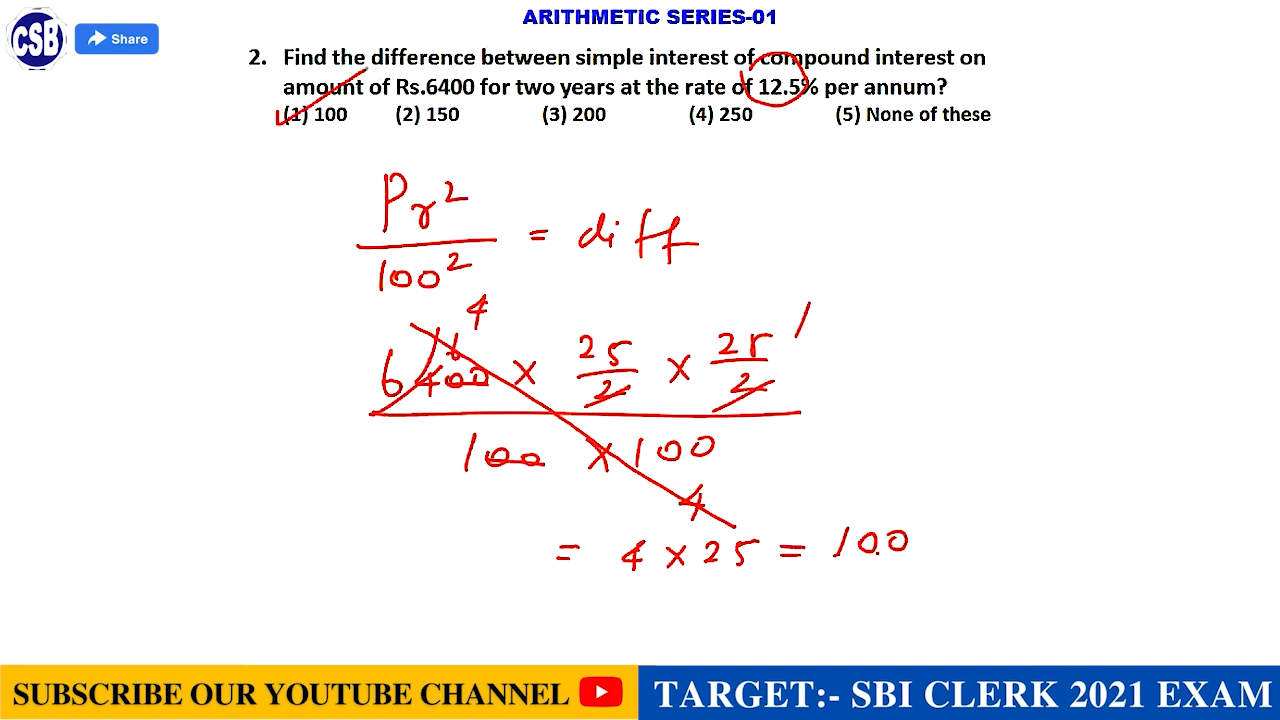 ARITHMETIC SERIES-01
CSB
Share
2. Find the difference between simple interest of compound interest on
amount of Rs.6400 for two years at the rate of 12.5% per annum?
(1) 100 (2) 150 (3) 200 (4) 250 (5) None of these
Pr²
100² = diff
4
16 1
6400 × 25/2 × 25/2
100 × 100
4
= 4 × 25 = 100
SUBSCRIBE OUR YOUTUBE CHANNEL
TARGET:- SBI CLERK 2021 EXAM